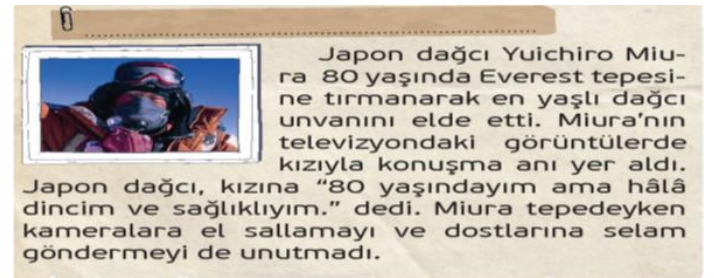 Japon dağcı Yuichiro Miu-
ra 80 yaşında Everest tepesi-
ne tırmanarak en yaşlı dağcı
unvanını elde etti. Miura’nın
televizyondaki görüntülerde
kızıyla konuşma anı yer aldı.
Japon dağcı, kızına “80 yaşındayım ama hâlâ
dincim ve sağlıklıyım.” dedi. Miura tepedeyken
kameralara el sallamayı ve dostlarına selam
göndermeyi de unutmadı.